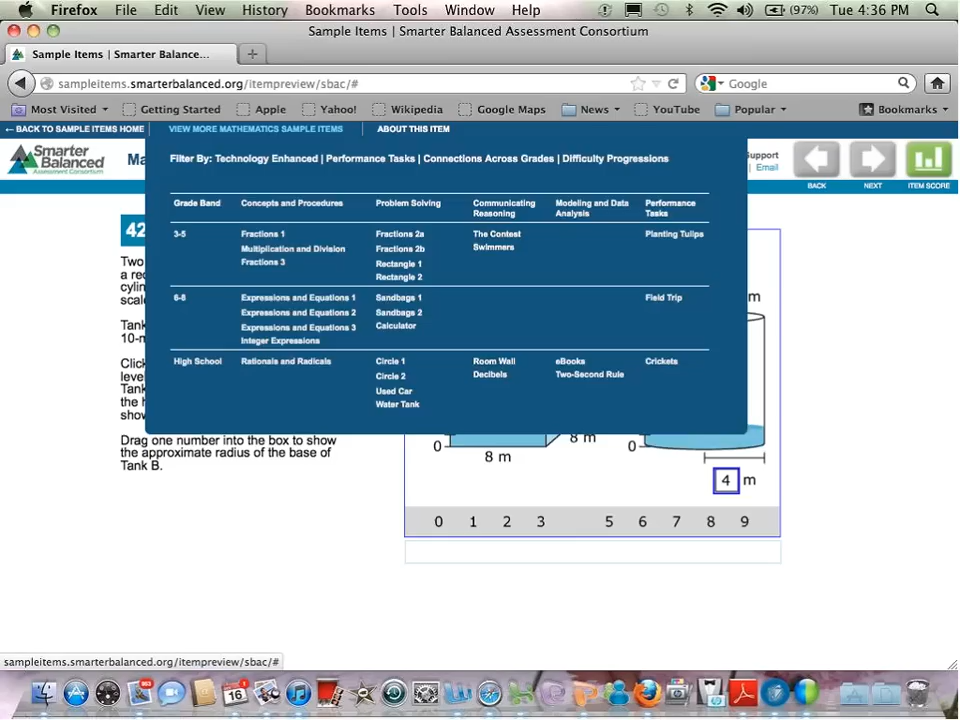 Firefox File Edit View History Bookmarks Tools Window Help (97%) Tue 4:36 PM
Sample Items | Smarter Balanced Assessment Consortium
Sample Items | Smarter Balance...
sampleitems.smarterbalanced.org/itempreview/sbac/# Google
Most Visited Getting Started Apple Yahoo! Wikipedia Google Maps News YouTube Popular Bookmarks
← BACK TO SAMPLE ITEMS HOME VIEW MORE MATHEMATICS SAMPLE ITEMS ABOUT THIS ITEM
Smarter Balanced
Assessment Consortium
Ma
Filter By: Technology Enhanced | Performance Tasks | Connections Across Grades | Difficulty Progressions
Support
| Email
BACK NEXT ITEM SCORE
Grade Band Concepts and Procedures Problem Solving Communicating Reasoning Modeling and Data Analysis Performance Tasks
3-5 Fractions 1 Fractions 2a The Contest Planting Tulips
Multiplication and Division Fractions 2b Swimmers
Fractions 3 Rectangle 1
Rectangle 2
6-8 Expressions and Equations 1 Sandbags 1 Field Trip
Expressions and Equations 2 Sandbags 2
Expressions and Equations 3 Calculator
Integer Expressions
High School Rationals and Radicals Circle 1 Room Wall eBooks Crickets
Circle 2 Decibels Two-Second Rule
Used Car
Water Tank
42
Two
a rec
cylin
scale
Tank
10-m
Click
level
Tank
the h
show
Drag one number into the box to show
the approximate radius of the base of
Tank B.
m
0 8 m 8 m 0
4 m
0 1 2 3 5 6 7 8 9
sampleitems.smarterbalanced.org/itempreview/sbac/#
16